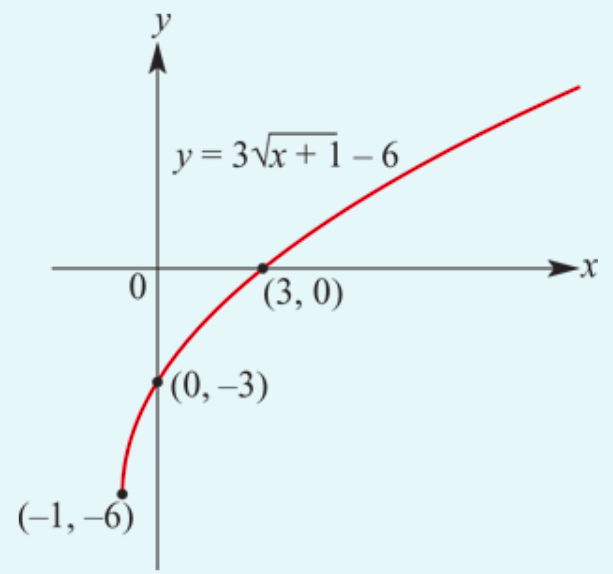 y
y = 3√x + 1 – 6
0
x
(3, 0)
(0, –3)
(–1, –6)